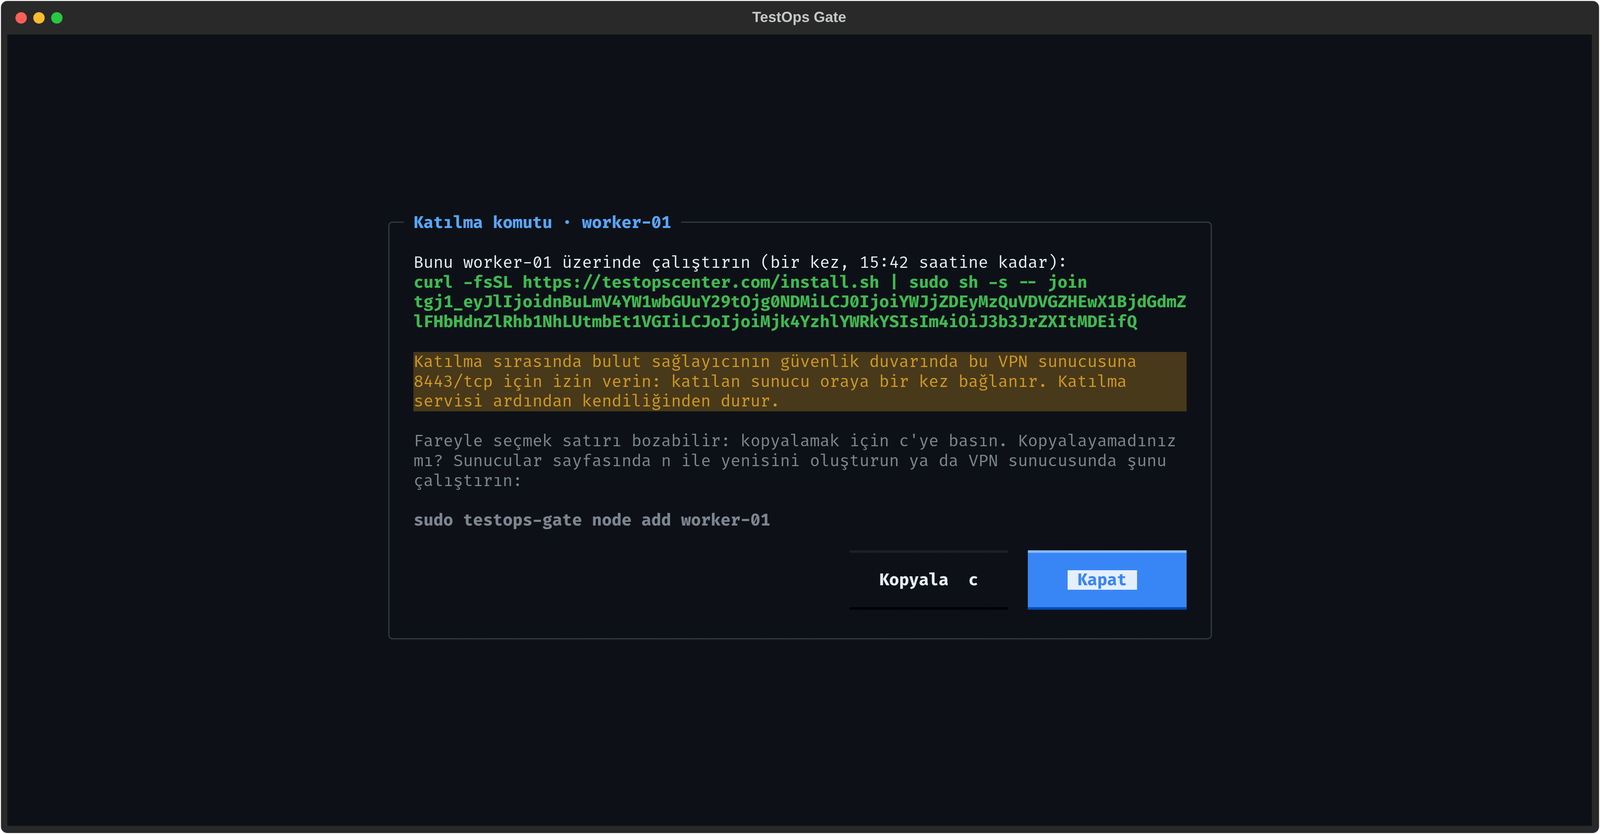 TestOps Gate
Katılma komutu · worker-01
Bunu worker-01 üzerinde çalıştırın (bir kez, 15:42 saatine kadar):
curl -fsSL https://testopscenter.com/install.sh | sudo sh -s -- join
tgj1_eyJlIjoidnBuLmV4YW1wbGUuY29tOjg0NDMiLCJ0IjoiYWJjZDEyMzQuVDVGZHEwX1BjdGdmZ
lFHbHdnZlRhb1NhLUtmbEt1VGIiLCJoIjoiMjk4YzhlYWRkYSIsIm4iOiJ3b3JrZXItMDEifQ
Katılma sırasında bulut sağlayıcının güvenlik duvarında bu VPN sunucusuna
8443/tcp için izin verin: katılan sunucu oraya bir kez bağlanır. Katılma
servisi ardından kendiliğinden durur.
Fareyle seçmek satırı bozabilir: kopyalamak için c'ye basın. Kopyalayamadınız
mı? Sunucular sayfasında n ile yenisini oluşturun ya da VPN sunucusunda şunu
çalıştırın:
sudo testops-gate node add worker-01
Kopyala c
Kapat